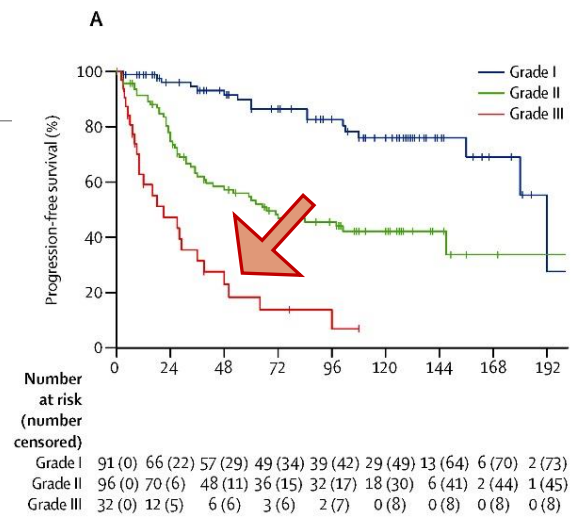 A
Grade I
Grade II
Grade III
Progression-free survival (%)
100
80
60
40
20
0
0 24 48 72 96 120 144 168 192
Number
at risk
(number
censored)
Grade I 91 (0) 66 (22) 57 (29) 49 (34) 39 (42) 29 (49) 13 (64) 6 (70) 2 (73)
Grade II 96 (0) 70 (6) 48 (11) 36 (15) 32 (17) 18 (30) 6 (41) 2 (44) 1 (45)
Grade III 32 (0) 12 (5) 6 (6) 3 (6) 2 (7) 0 (8) 0 (8) 0 (8) 0 (8)